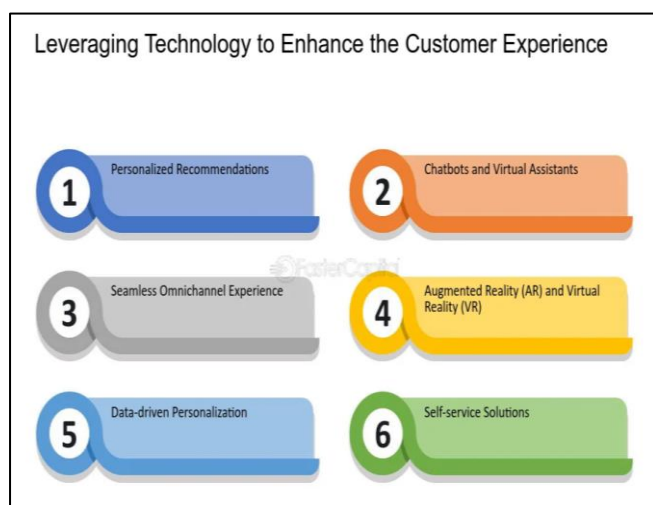 Leveraging Technology to Enhance the Customer Experience
1
Personalized Recommendations
2
Chatbots and Virtual Assistants
FasterCapital
3
Seamless Omnichannel Experience
4
Augmented Reality (AR) and Virtual
Reality (VR)
5
Data-driven Personalization
6
Self-service Solutions